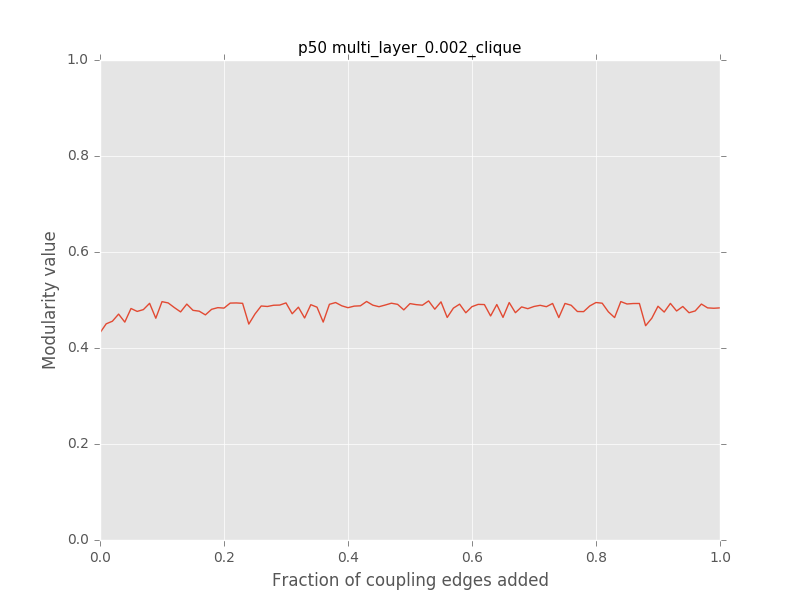 p50 multi_layer_0.002_clique
1.0
0.8
0.6
0.4
0.2
0.0
Modularity value
0.0 0.2 0.4 0.6 0.8 1.0
Fraction of coupling edges added